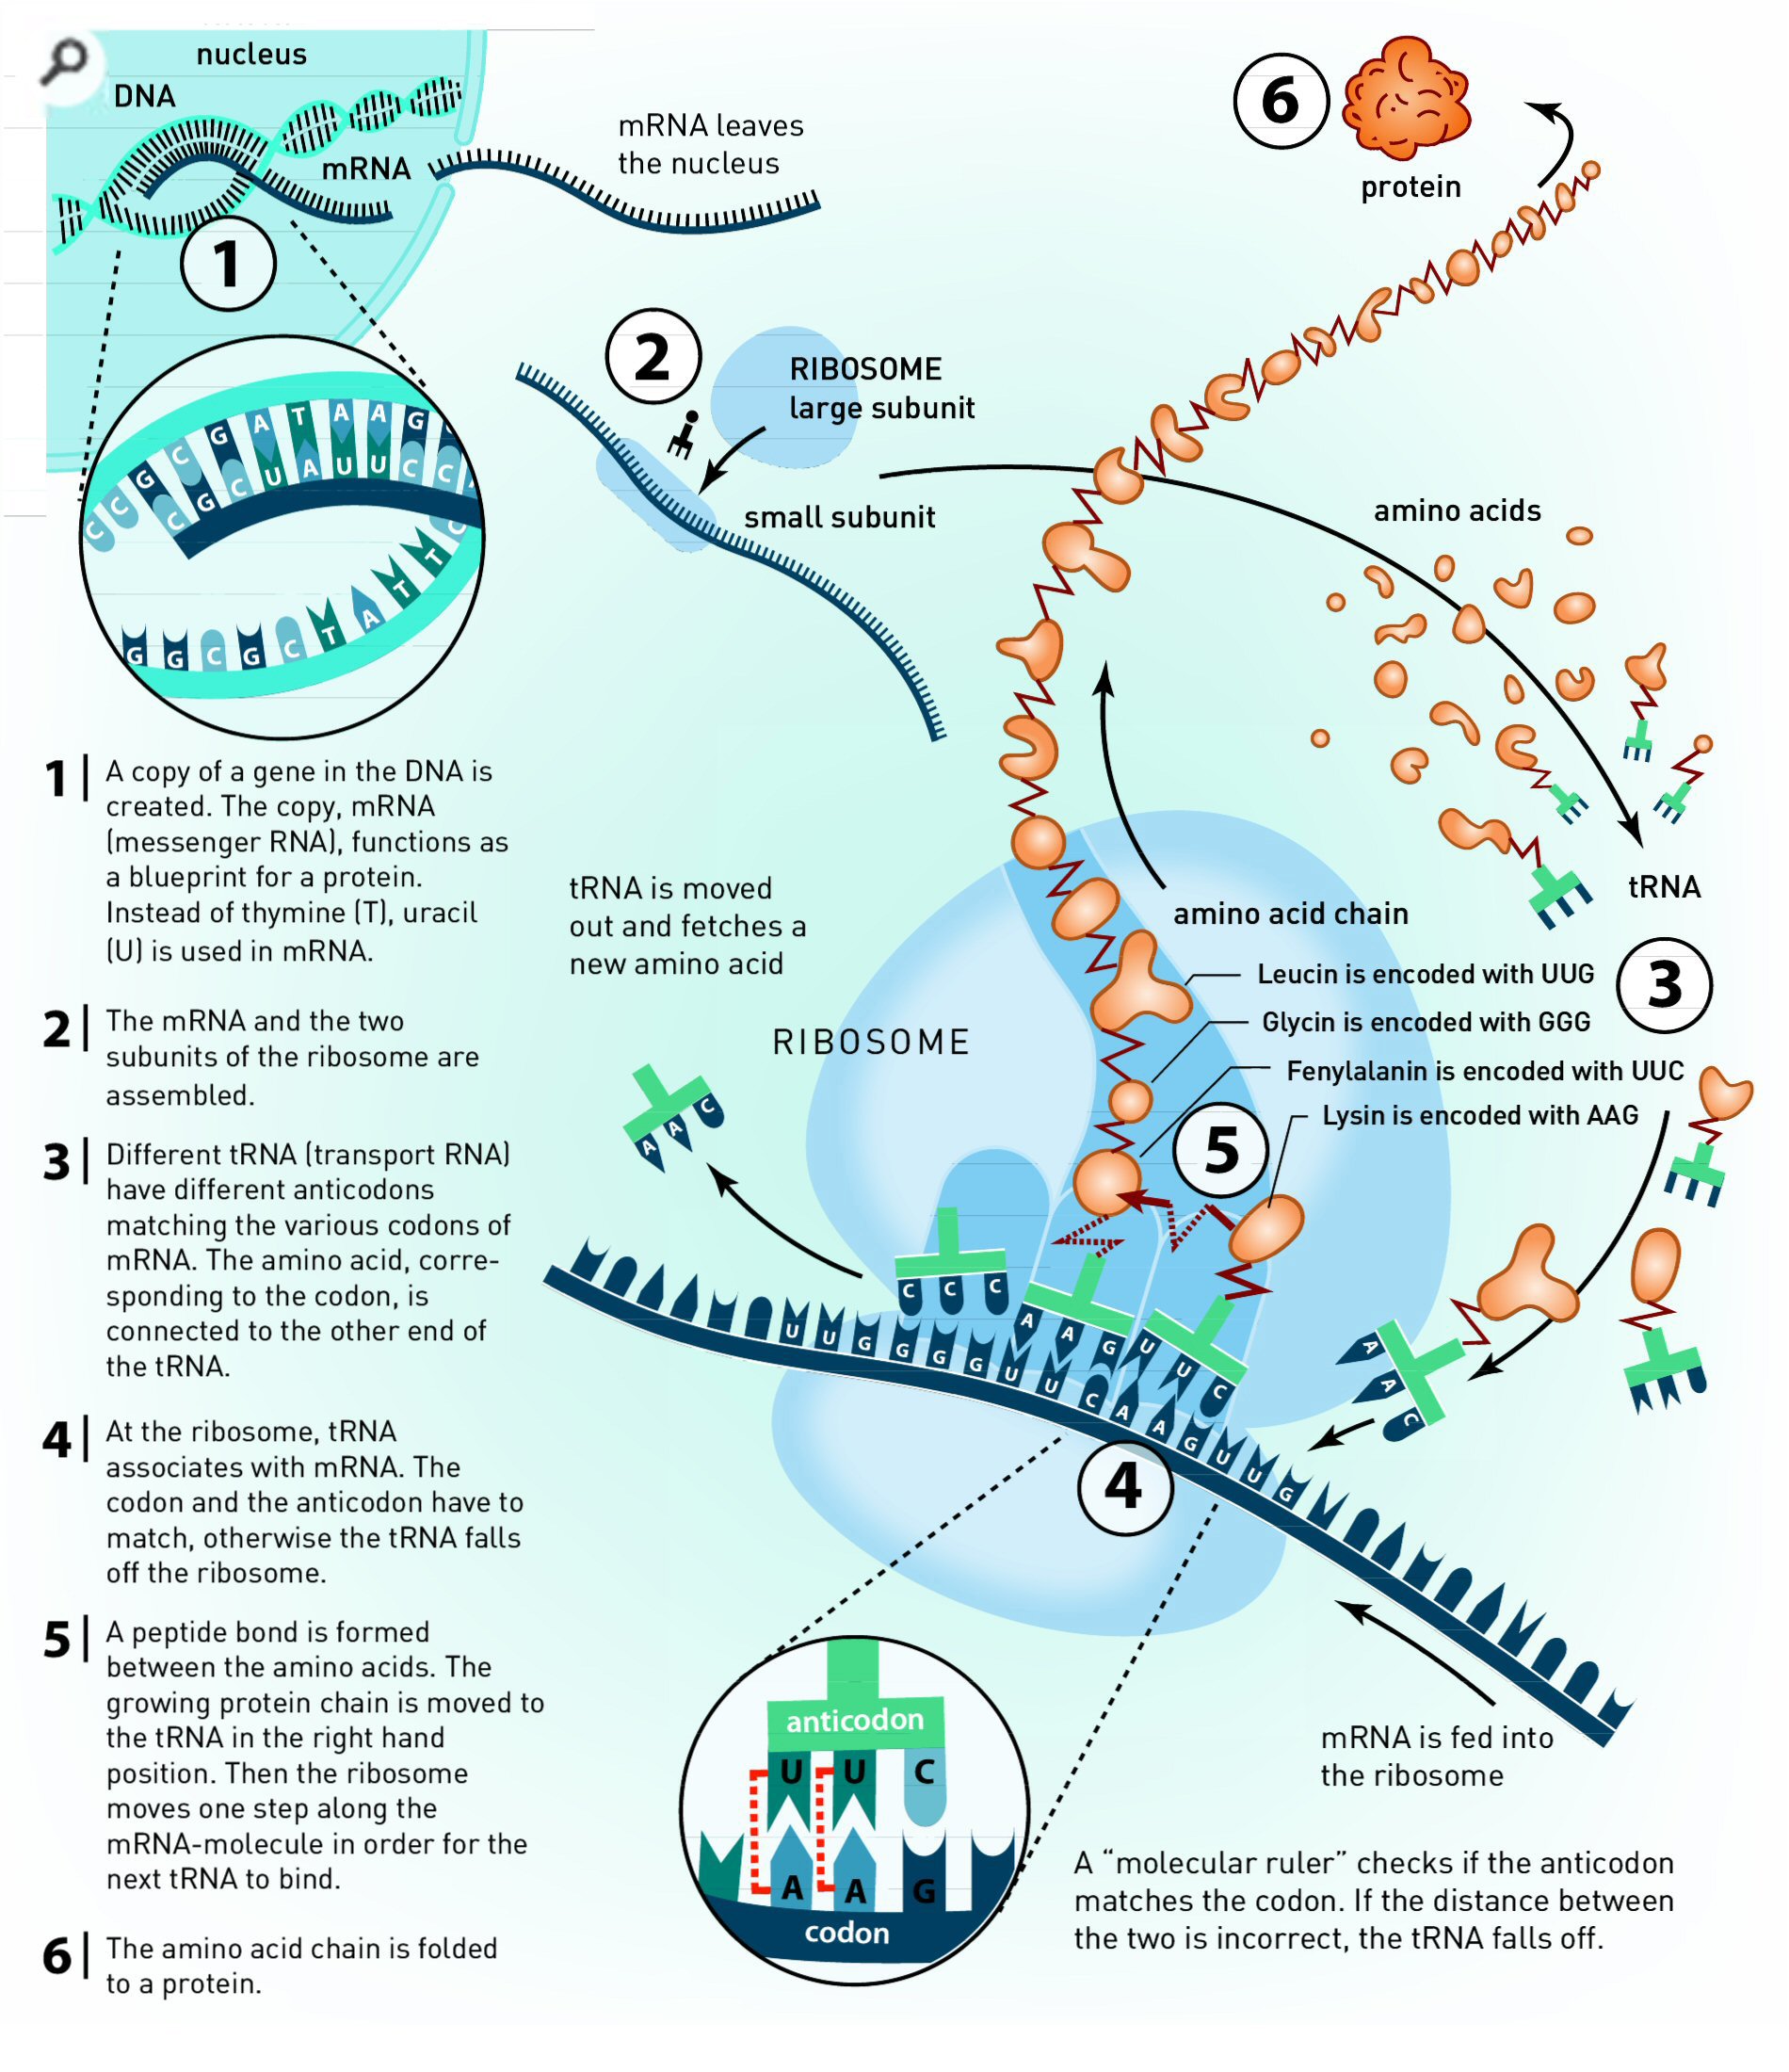 nucleus
DNA
mRNA
mRNA leaves
the nucleus
1
6
protein
2
RIBOSOME
large subunit
small subunit
amino acids
C C G C G A T A A G
C G C U A U U C C
G G C G C T A T T C
1 A copy of a gene in the DNA is
created. The copy, mRNA
(messenger RNA), functions as
a blueprint for a protein.
Instead of thymine (T), uracil
(U) is used in mRNA.
2 The mRNA and the two
subunits of the ribosome are
assembled.
3 Different tRNA (transport RNA)
have different anticodons
matching the various codons of
mRNA. The amino acid, corre-
sponding to the codon, is
connected to the other end of
the tRNA.
4 At the ribosome, tRNA
associates with mRNA. The
codon and the anticodon have to
match, otherwise the tRNA falls
off the ribosome.
5 A peptide bond is formed
between the amino acids. The
growing protein chain is moved to
the tRNA in the right hand
position. Then the ribosome
moves one step along the
mRNA-molecule in order for the
next tRNA to bind.
6 The amino acid chain is folded
to a protein.
tRNA is moved
out and fetches a
new amino acid
RIBOSOME
amino acid chain
tRNA
3
Leucin is encoded with UUG
Glycin is encoded with GGG
Fenylalanin is encoded with UUC
Lysin is encoded with AAG
5
A A C
C C C
A A G
U U C
A A C
U U G G G G U U C A A G U U G
4
anticodon
U U C
A A G
codon
mRNA is fed into
the ribosome
A “molecular ruler” checks if the anticodon
matches the codon. If the distance between
the two is incorrect, the tRNA falls off.